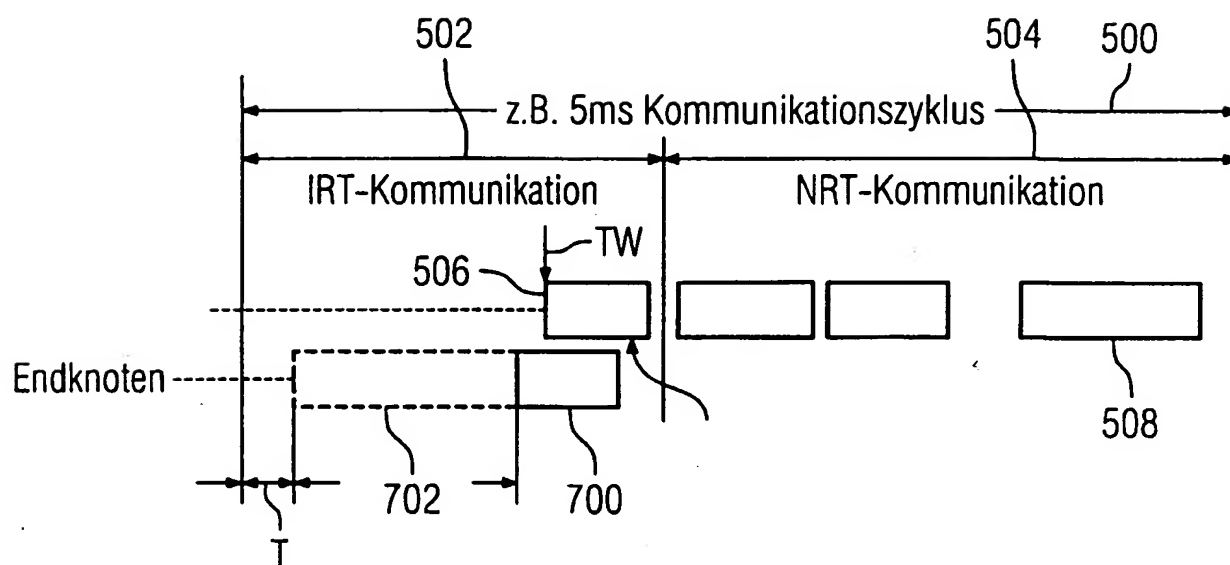 502
504
500
z.B. 5ms Kommunikationszyklus
IRT-Kommunikation
NRT-Kommunikation
TW
506
Endknoten
508
702
700
T